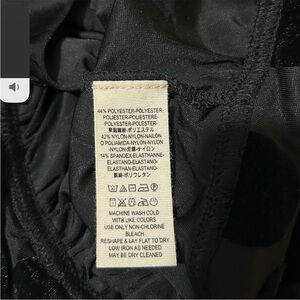 44% POLYESTER-POLYESTER-
POLIESTER-POLIESTERE-
POLYESTER-POLYESTER-
聚酯纖維-ポリエステル
42% NYLON-NYLON-NAILON
O POLIAMIDA-NYLON-NYLON
-NYLON-尼龍-ナイロン
14% SPANDEX ELASTHANNE-
ELASTANO-ELASTANO-
ELASTHAN-ELASTAN-
氨綸-ポリウレタン
MACHINE WASH COLD
WITH LIKE COLORS
USE ONLY NON-CHLORINE
BLEACH.
RESHAPE & LAY FLAT TO DRY
LOW IRON AS NEEDED
MAY BE DRY CLEANED